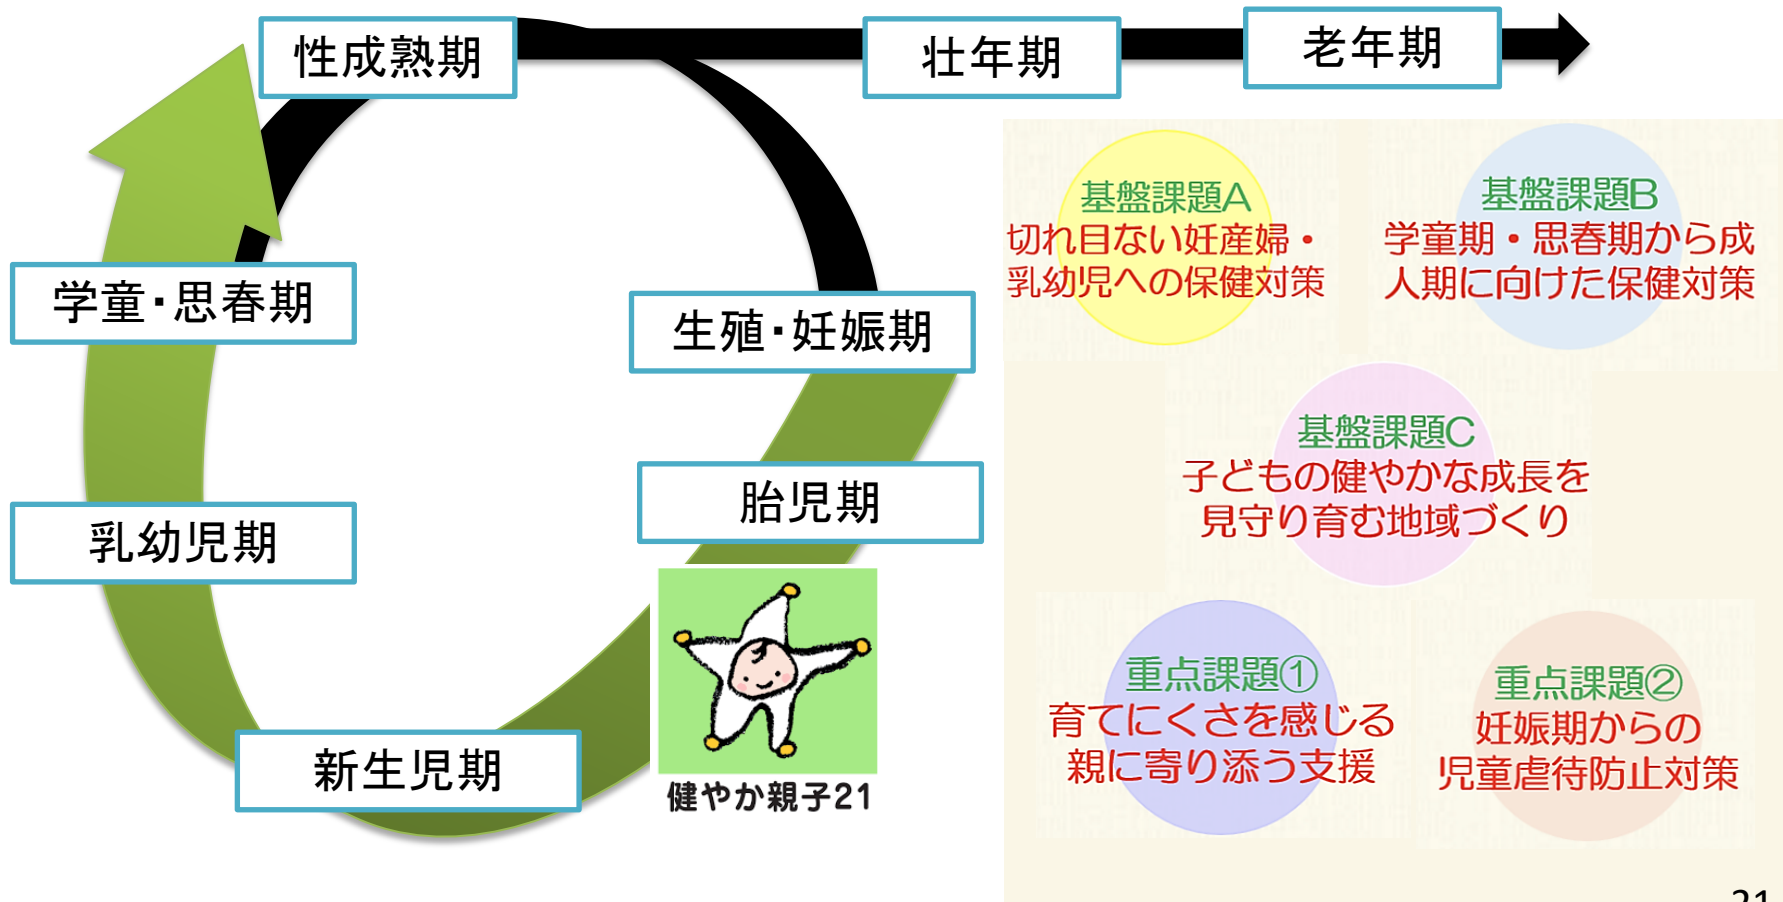 性成熟期
壮年期
老年期
学童・思春期
生殖・妊娠期
乳幼児期
胎児期
新生児期
健やか親子21
基盤課題A
切れ目ない妊産婦・
乳幼児への保健対策
基盤課題B
学童期・思春期から成
人期に向けた保健対策
基盤課題C
子どもの健やかな成長を
見守り育む地域づくり
重点課題①
育てにくさを感じる
親に寄り添う支援
重点課題②
妊娠期からの
児童虐待防止対策
21